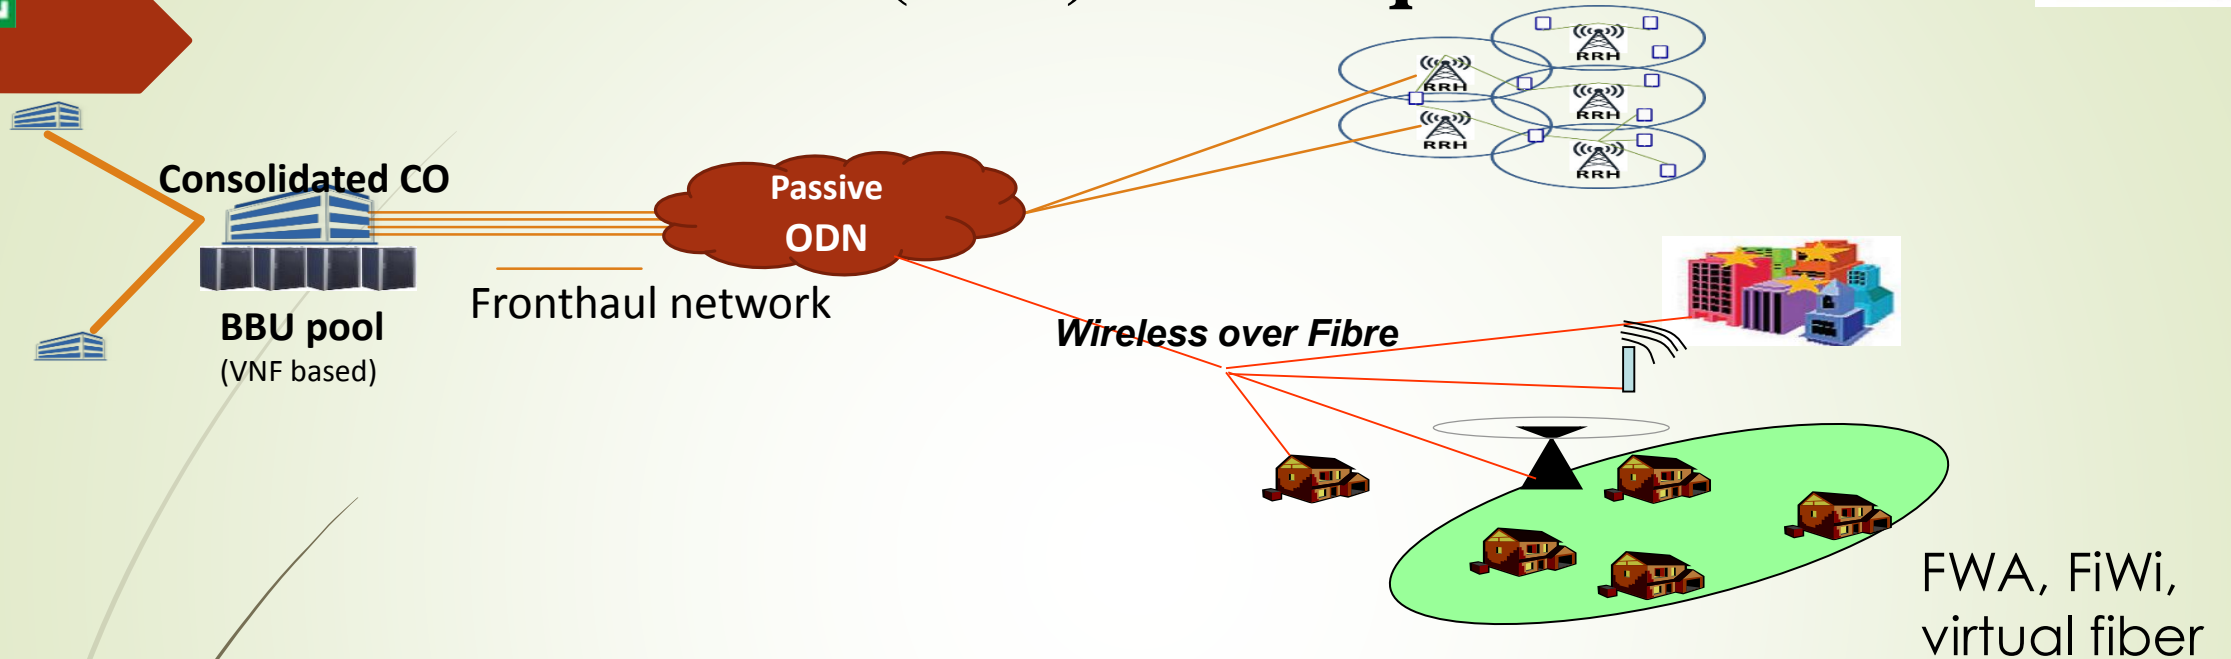 RRH
RRH
RRH
RRH
RRH
Consolidated CO
Passive
ODN
Fronthaul network
BBU pool
(VNF based)
Wireless over Fibre
FWA, FiWi,
virtual fiber